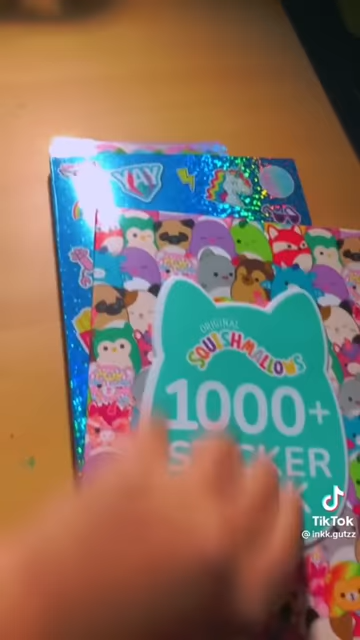 YAY
ORIGINAL
SQUISHMALLOWS
1000+
TikTok
@inkk.gutzz